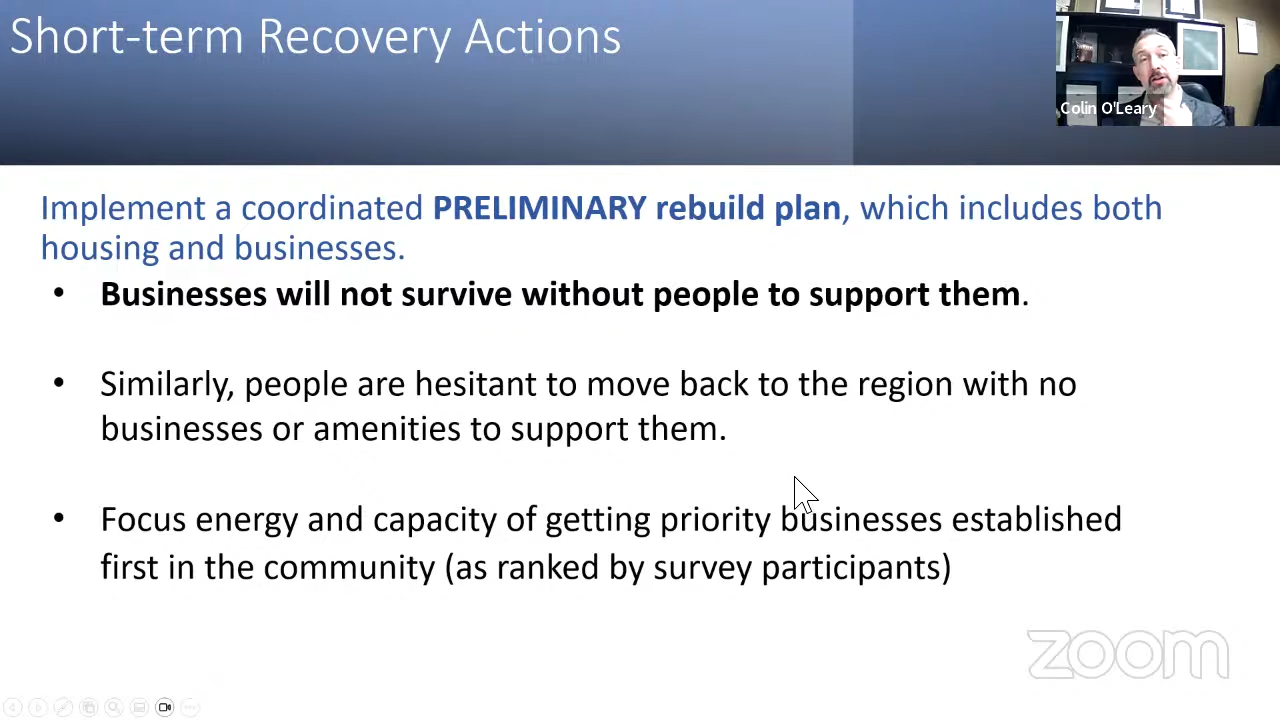 Short-term Recovery Actions
Colin O'Leary
Implement a coordinated PRELIMINARY rebuild plan, which includes both
housing and businesses.
• Businesses will not survive without people to support them.
• Similarly, people are hesitant to move back to the region with no
businesses or amenities to support them.
• Focus energy and capacity of getting priority businesses established
first in the community (as ranked by survey participants)
zoom